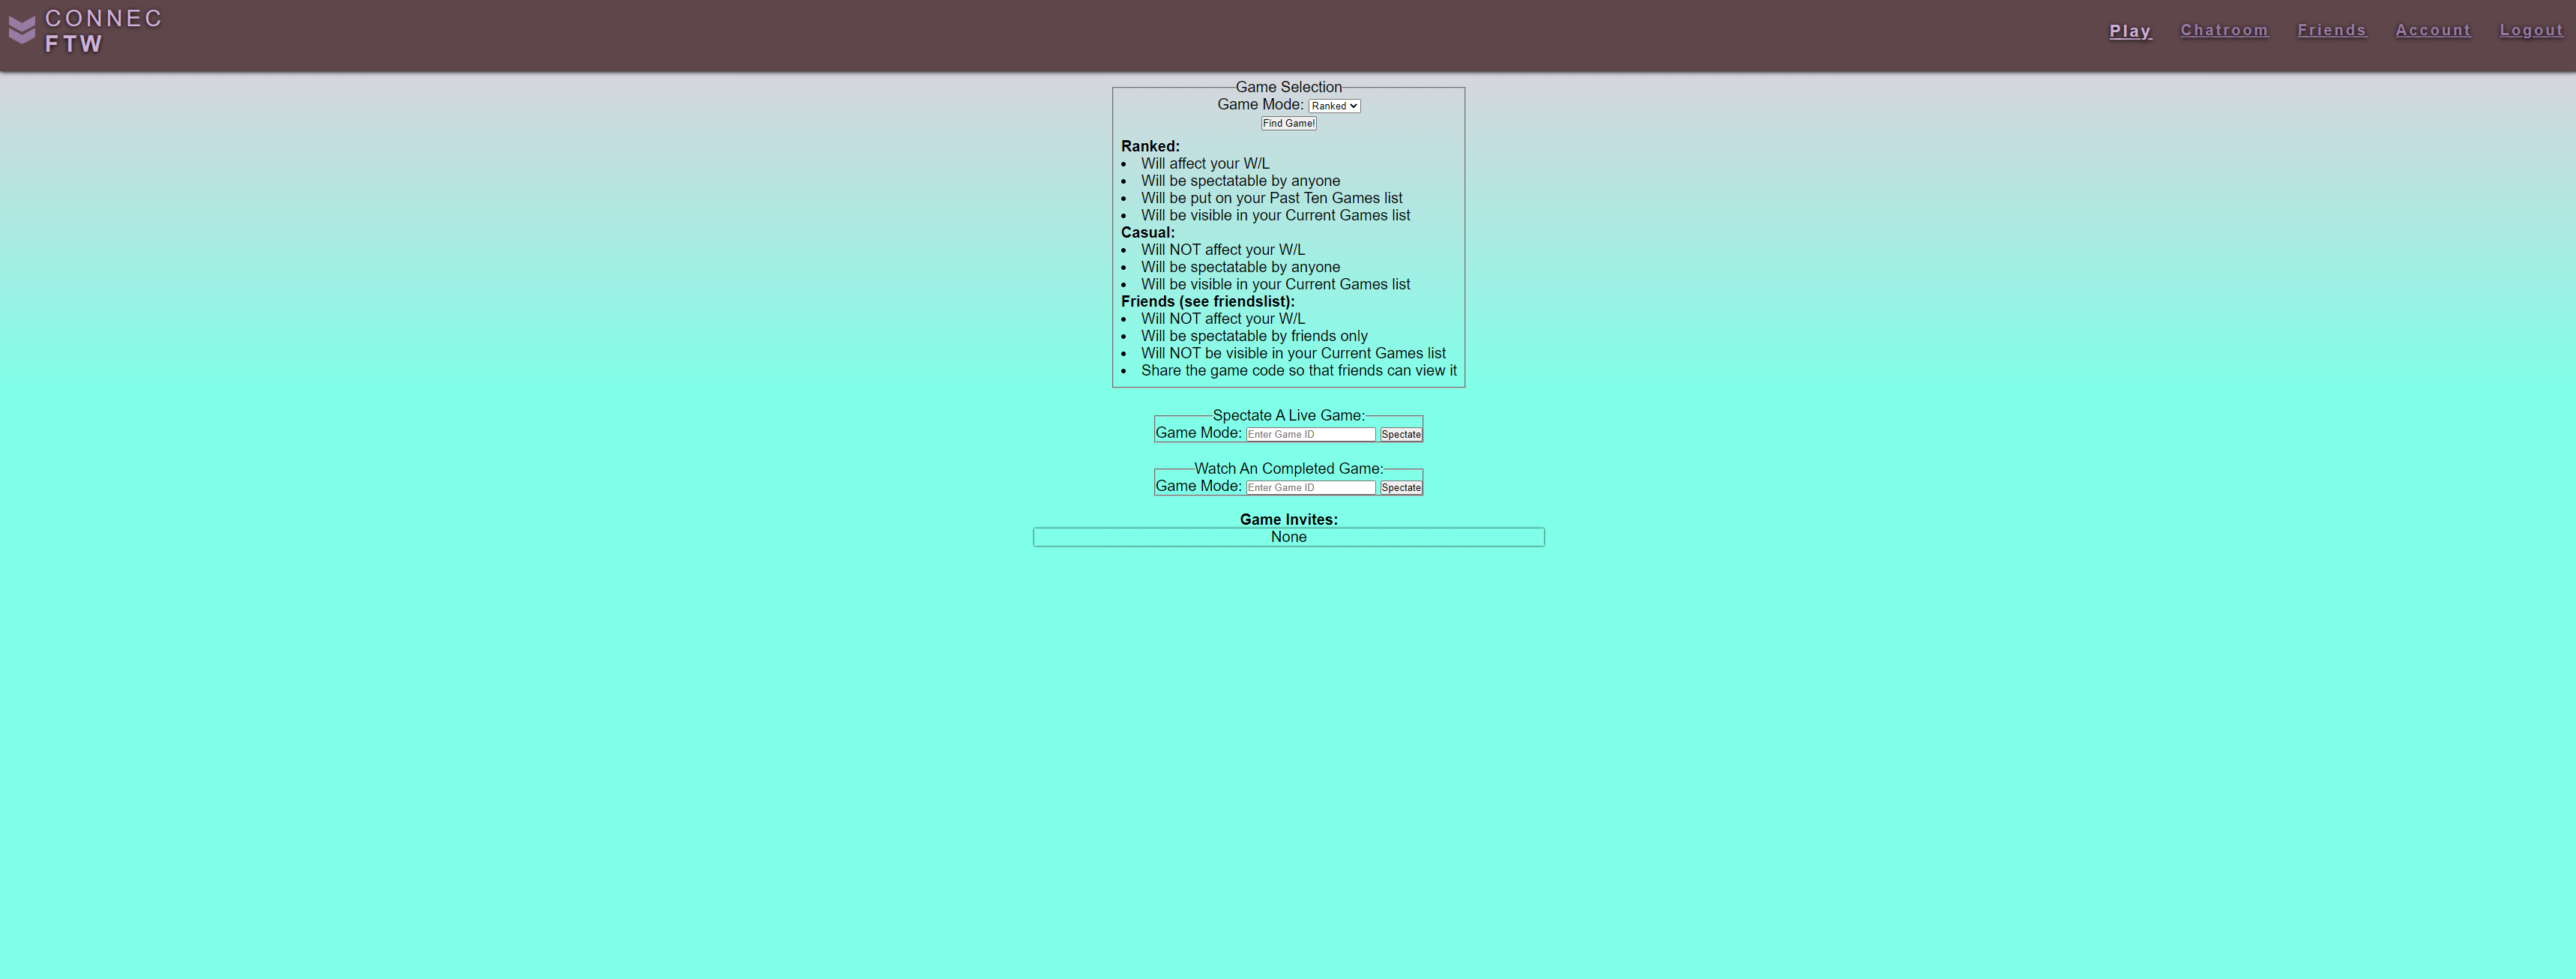 CONNEC
FTW
Play Chatroom Friends Account Logout
Game Selection
Game Mode: Ranked
Find Game!
Ranked:
• Will affect your W/L
• Will be spectatable by anyone
• Will be put on your Past Ten Games list
• Will be visible in your Current Games list
Casual:
• Will NOT affect your W/L
• Will be spectatable by anyone
• Will be visible in your Current Games list
Friends (see friendslist):
• Will NOT affect your W/L
• Will be spectatable by friends only
• Will NOT be visible in your Current Games list
• Share the game code so that friends can view it
Spectate A Live Game:
Game Mode: Enter Game ID Spectate
Watch An Completed Game:
Game Mode: Enter Game ID Spectate
Game Invites:
None